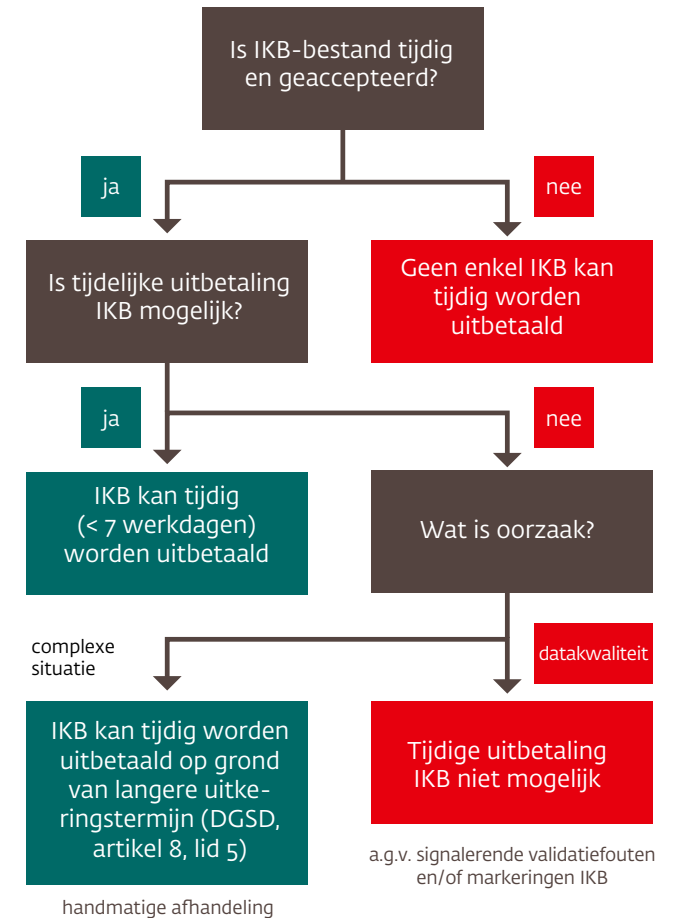 Is IKB-bestand tijdig
en geaccepteerd?
ja
nee
Is tijdelijke uitbetaling
IKB mogelijk?
Geen enkel IKB kan
tijdig worden
uitbetaald
ja
nee
IKB kan tijdig
(< 7 werkdagen)
worden uitbetaald
Wat is oorzaak?
complexe
situatie
datakwaliteit
IKB kan tijdig worden
uitbetaald op grond
van langere uitke-
ringstermijn (DGSD,
artikel 8, lid 5)
Tijdige uitbetaling
IKB niet mogelijk
a.g.v. signalerende validatiefouten
en/of markeringen IKB
handmatige afhandeling